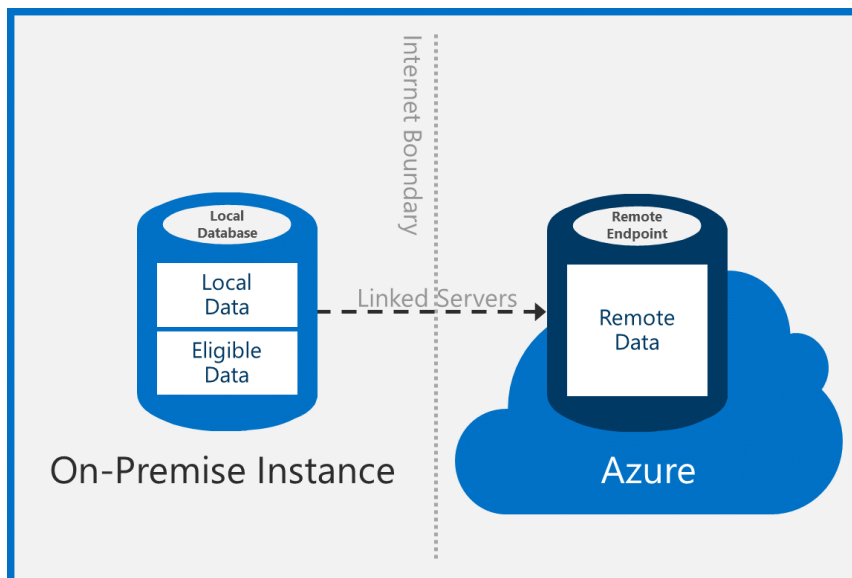 Internet Boundary
Local
Database
Local
Data
Eligible
Data
Linked Servers
Remote
Endpoint
Remote
Data
On-Premise Instance
Azure